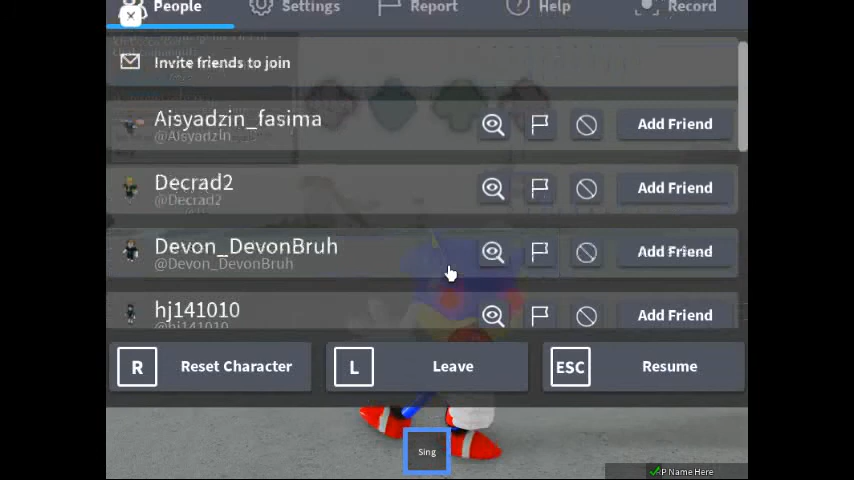 People Settings Report Help Record
Invite friends to join
Aisyadzin_fasima
@Aisyadzin
Add Friend
Decrad2
@Decrad2
Add Friend
Devon_DevonBruh
@Devon_DevonBruh
Add Friend
hj141010
@hj141010
Add Friend
R Reset Character L Leave ESC Resume
Sing
P Name Here